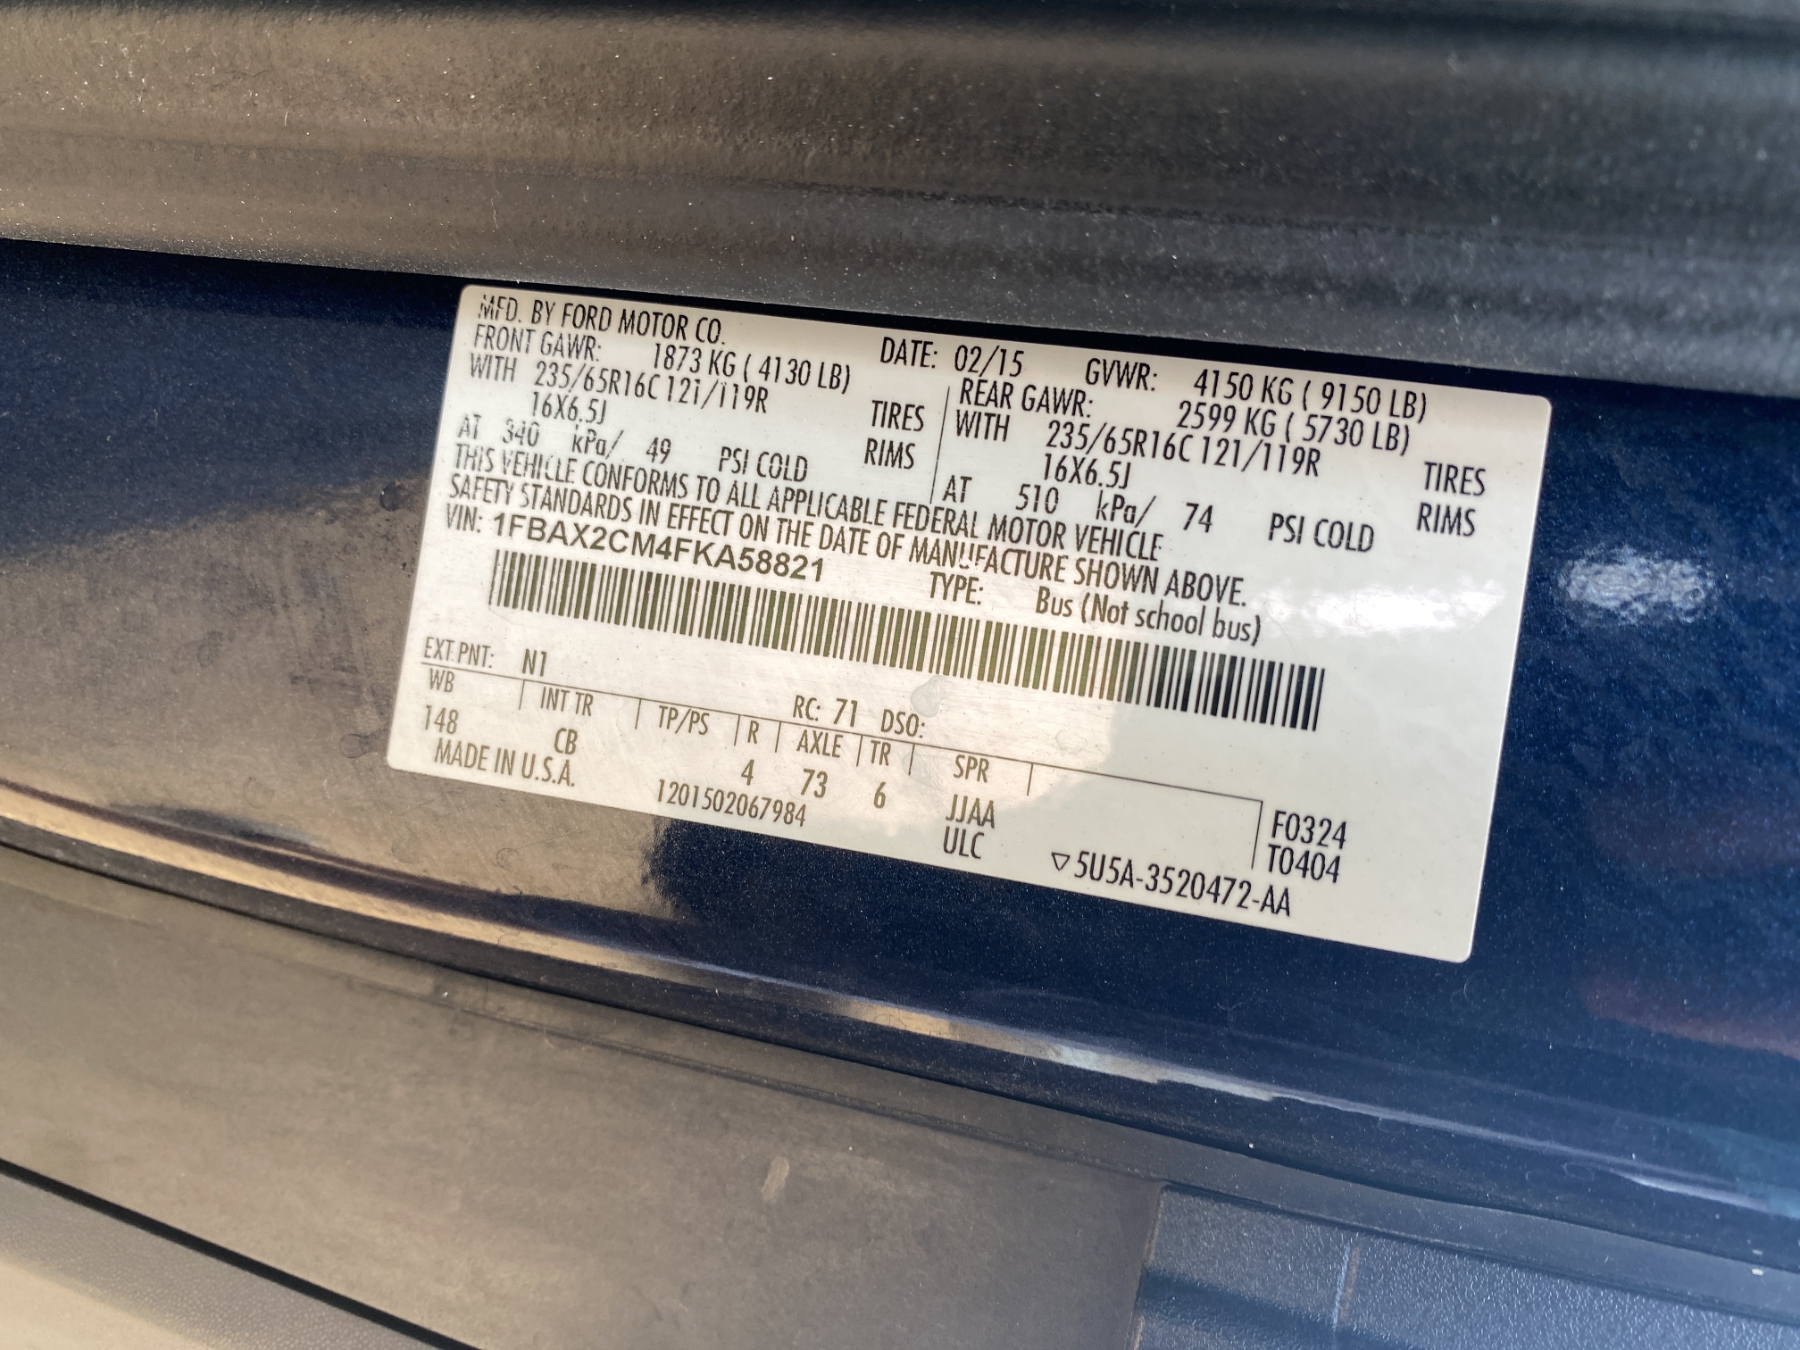 MFD. BY FORD MOTOR CO. DATE: 02/15 GVWR: 4150 KG ( 9150 LB)
FRONT GAWR: 1873 KG ( 4130 LB) REAR GAWR: 2599 KG ( 5730 LB)
WITH 235/65R16C 121/119R TIRES WITH 235/65R16C 121/119R TIRES
16X6.5J RIMS 16X6.5J RIMS
AT 340 kPa/ 49 PSI COLD AT 510 kPa/ 74 PSI COLD
THIS VEHICLE CONFORMS TO ALL APPLICABLE FEDERAL MOTOR VEHICLE
SAFETY STANDARDS IN EFFECT ON THE DATE OF MANUFACTURE SHOWN ABOVE.
VIN: 1FBAX2CM4FKA58821 TYPE: Bus (Not school bus)
EXT PNT: N1 RC: 71 DSO:
WB INT TR TP/PS R AXLE TR SPR
148 CB 4 73 6 JJAA F0324
MADE IN U.S.A. 1201502067984 ULC T0404
▽5U5A-3520472-AA